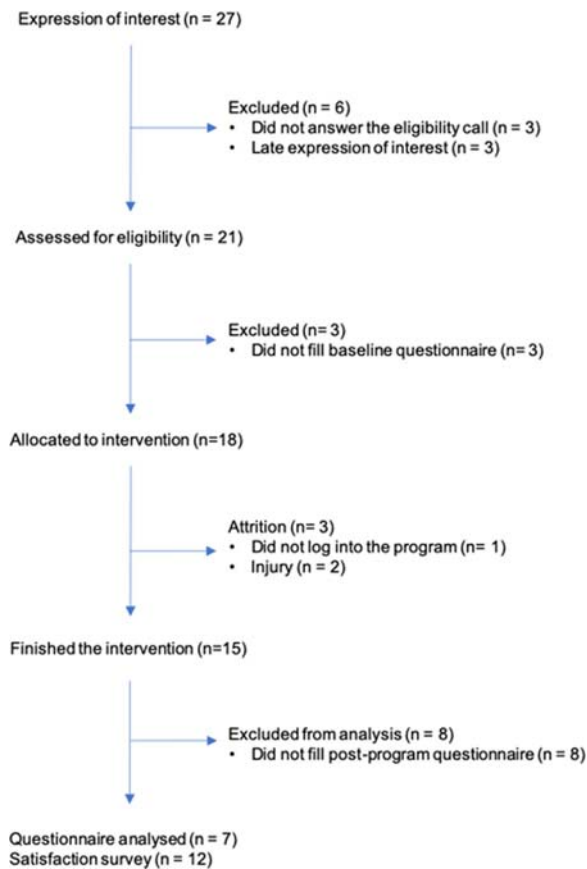 Expression of interest (n = 27)
Excluded (n = 6)
• Did not answer the eligibility call (n = 3)
• Late expression of interest (n = 3)
Assessed for eligibility (n = 21)
Excluded (n= 3)
• Did not fill baseline questionnaire (n= 3)
Allocated to intervention (n=18)
Attrition (n= 3)
• Did not log into the program (n= 1)
• Injury (n = 2)
Finished the intervention (n=15)
Excluded from analysis (n = 8)
• Did not fill post-program questionnaire (n = 8)
Questionnaire analysed (n = 7)
Satisfaction survey (n = 12)